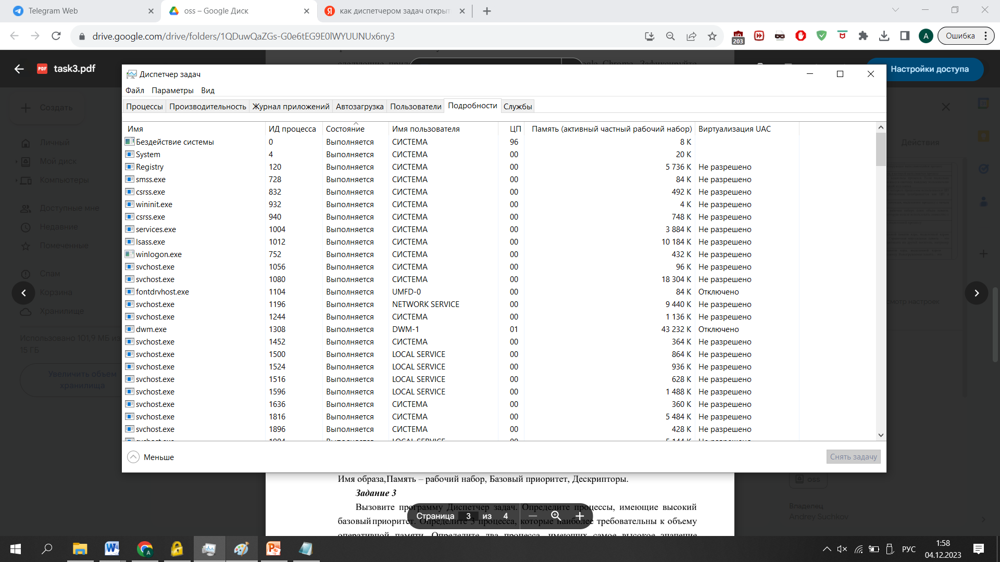 Telegram Web
oss – Google Диск
как диспетчером задач открыт
drive.google.com/drive/folders/1QDuwQaZGs-G0e6tEG9E0lWYUUNUx6ny3
203
A
Ошибка
PDF task3.pdf
Настройки доступа
Диспетчер задач
Файл Параметры Вид
Процессы Производительность Журнал приложений Автозагрузка Пользователи Подробности Службы
Имя ИД процесса Состояние Имя пользователя ЦП Память (активный частный рабочий набор) Виртуализация UAC
Бездействие системы 0 Выполняется СИСТЕМА 96 8 K
System 4 Выполняется СИСТЕМА 00 20 K
Registry 120 Выполняется СИСТЕМА 00 5 736 K Не разрешено
smss.exe 728 Выполняется СИСТЕМА 00 84 K Не разрешено
csrss.exe 832 Выполняется СИСТЕМА 00 492 K Не разрешено
wininit.exe 932 Выполняется СИСТЕМА 00 4 K Не разрешено
csrss.exe 940 Выполняется СИСТЕМА 00 748 K Не разрешено
services.exe 1004 Выполняется СИСТЕМА 00 3 884 K Не разрешено
lsass.exe 1012 Выполняется СИСТЕМА 00 10 184 K Не разрешено
winlogon.exe 752 Выполняется СИСТЕМА 00 432 K Не разрешено
svchost.exe 1056 Выполняется СИСТЕМА 00 96 K Не разрешено
svchost.exe 1080 Выполняется СИСТЕМА 00 18 304 K Не разрешено
fontdrvhost.exe 1104 Выполняется UMFD-0 00 84 K Отключено
svchost.exe 1196 Выполняется NETWORK SERVICE 00 9 440 K Не разрешено
svchost.exe 1244 Выполняется СИСТЕМА 00 1 136 K Не разрешено
dwm.exe 1308 Выполняется DWM-1 01 43 232 K Отключено
svchost.exe 1452 Выполняется СИСТЕМА 00 364 K Не разрешено
svchost.exe 1500 Выполняется LOCAL SERVICE 00 864 K Не разрешено
svchost.exe 1524 Выполняется LOCAL SERVICE 00 936 K Не разрешено
svchost.exe 1516 Выполняется LOCAL SERVICE 00 628 K Не разрешено
svchost.exe 1596 Выполняется LOCAL SERVICE 00 1 488 K Не разрешено
svchost.exe 1636 Выполняется СИСТЕМА 00 360 K Не разрешено
svchost.exe 1816 Выполняется СИСТЕМА 00 5 484 K Не разрешено
svchost.exe 1896 Выполняется СИСТЕМА 00 428 K Не разрешено
Меньше
Снять задачу
Создать
Личный
Мой диск
Компьютеры
Доступные мне
Недавние
Помеченные
Спам
Корзина
Хранилище
Использовано 101,9 МБ из
15 ГБ
Увеличить объем
хранилища
Действия
oss
Владелец
Andrey Suchkov
Имя образа,Память – рабочий набор, Базовый приоритет, Дескрипторы.
Задание 3
Вызовите программу Диспетчер задач. Определите процессы, имеющие высокий
базовый приоритет. Определите 3 процесса, которые наиболее требовательны к объему
оперативной памяти. Определите два процесса, имеющих самое высокое значение
Страница 3 из 4
РУС
1:58
04.12.2023